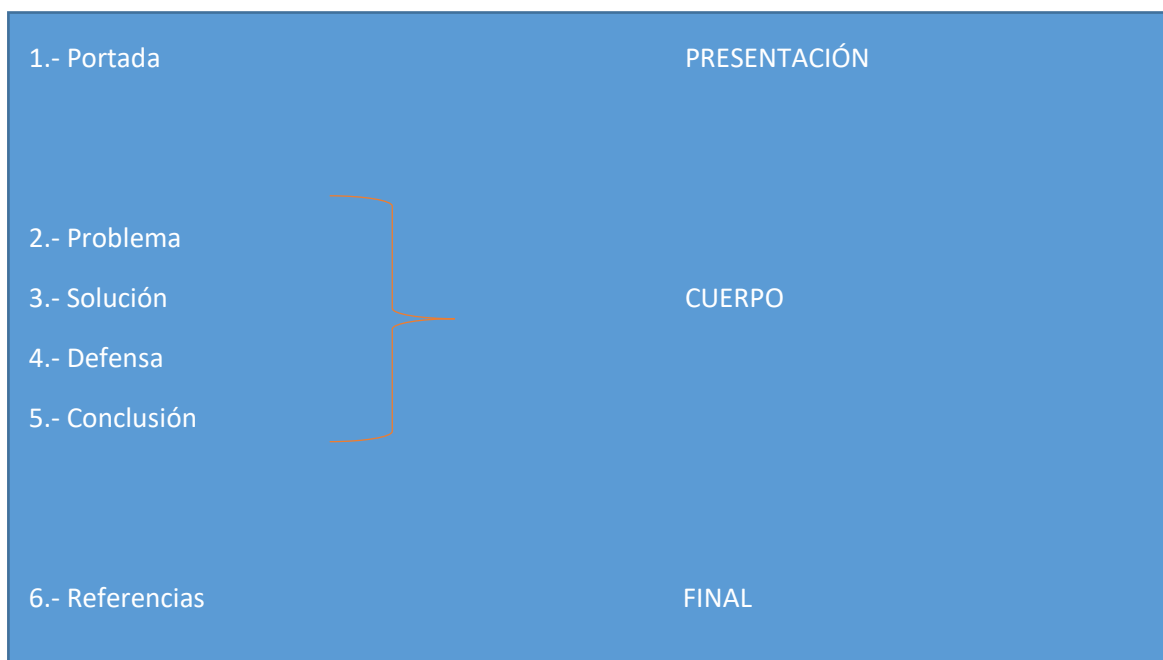 1.- Portada PRESENTACIÓN
2.- Problema
3.- Solución CUERPO
4.- Defensa
5.- Conclusión
6.- Referencias FINAL